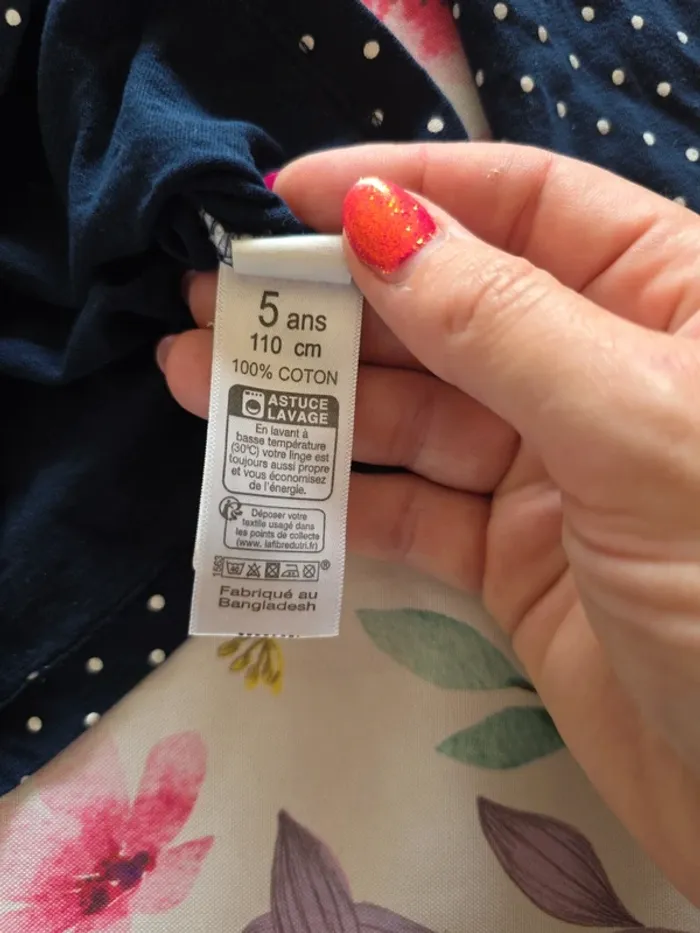 5 ans
110 cm
100% COTON
ASTUCE
LAVAGE
En lavant à
basse température
(30°C) votre linge est
toujours aussi propre
et vous économisez
de l'énergie.
Déposer votre
textile usagé dans
les points de collecte
(www. lafibredutri.fr)
®
Fabriqué au
Bangladesh